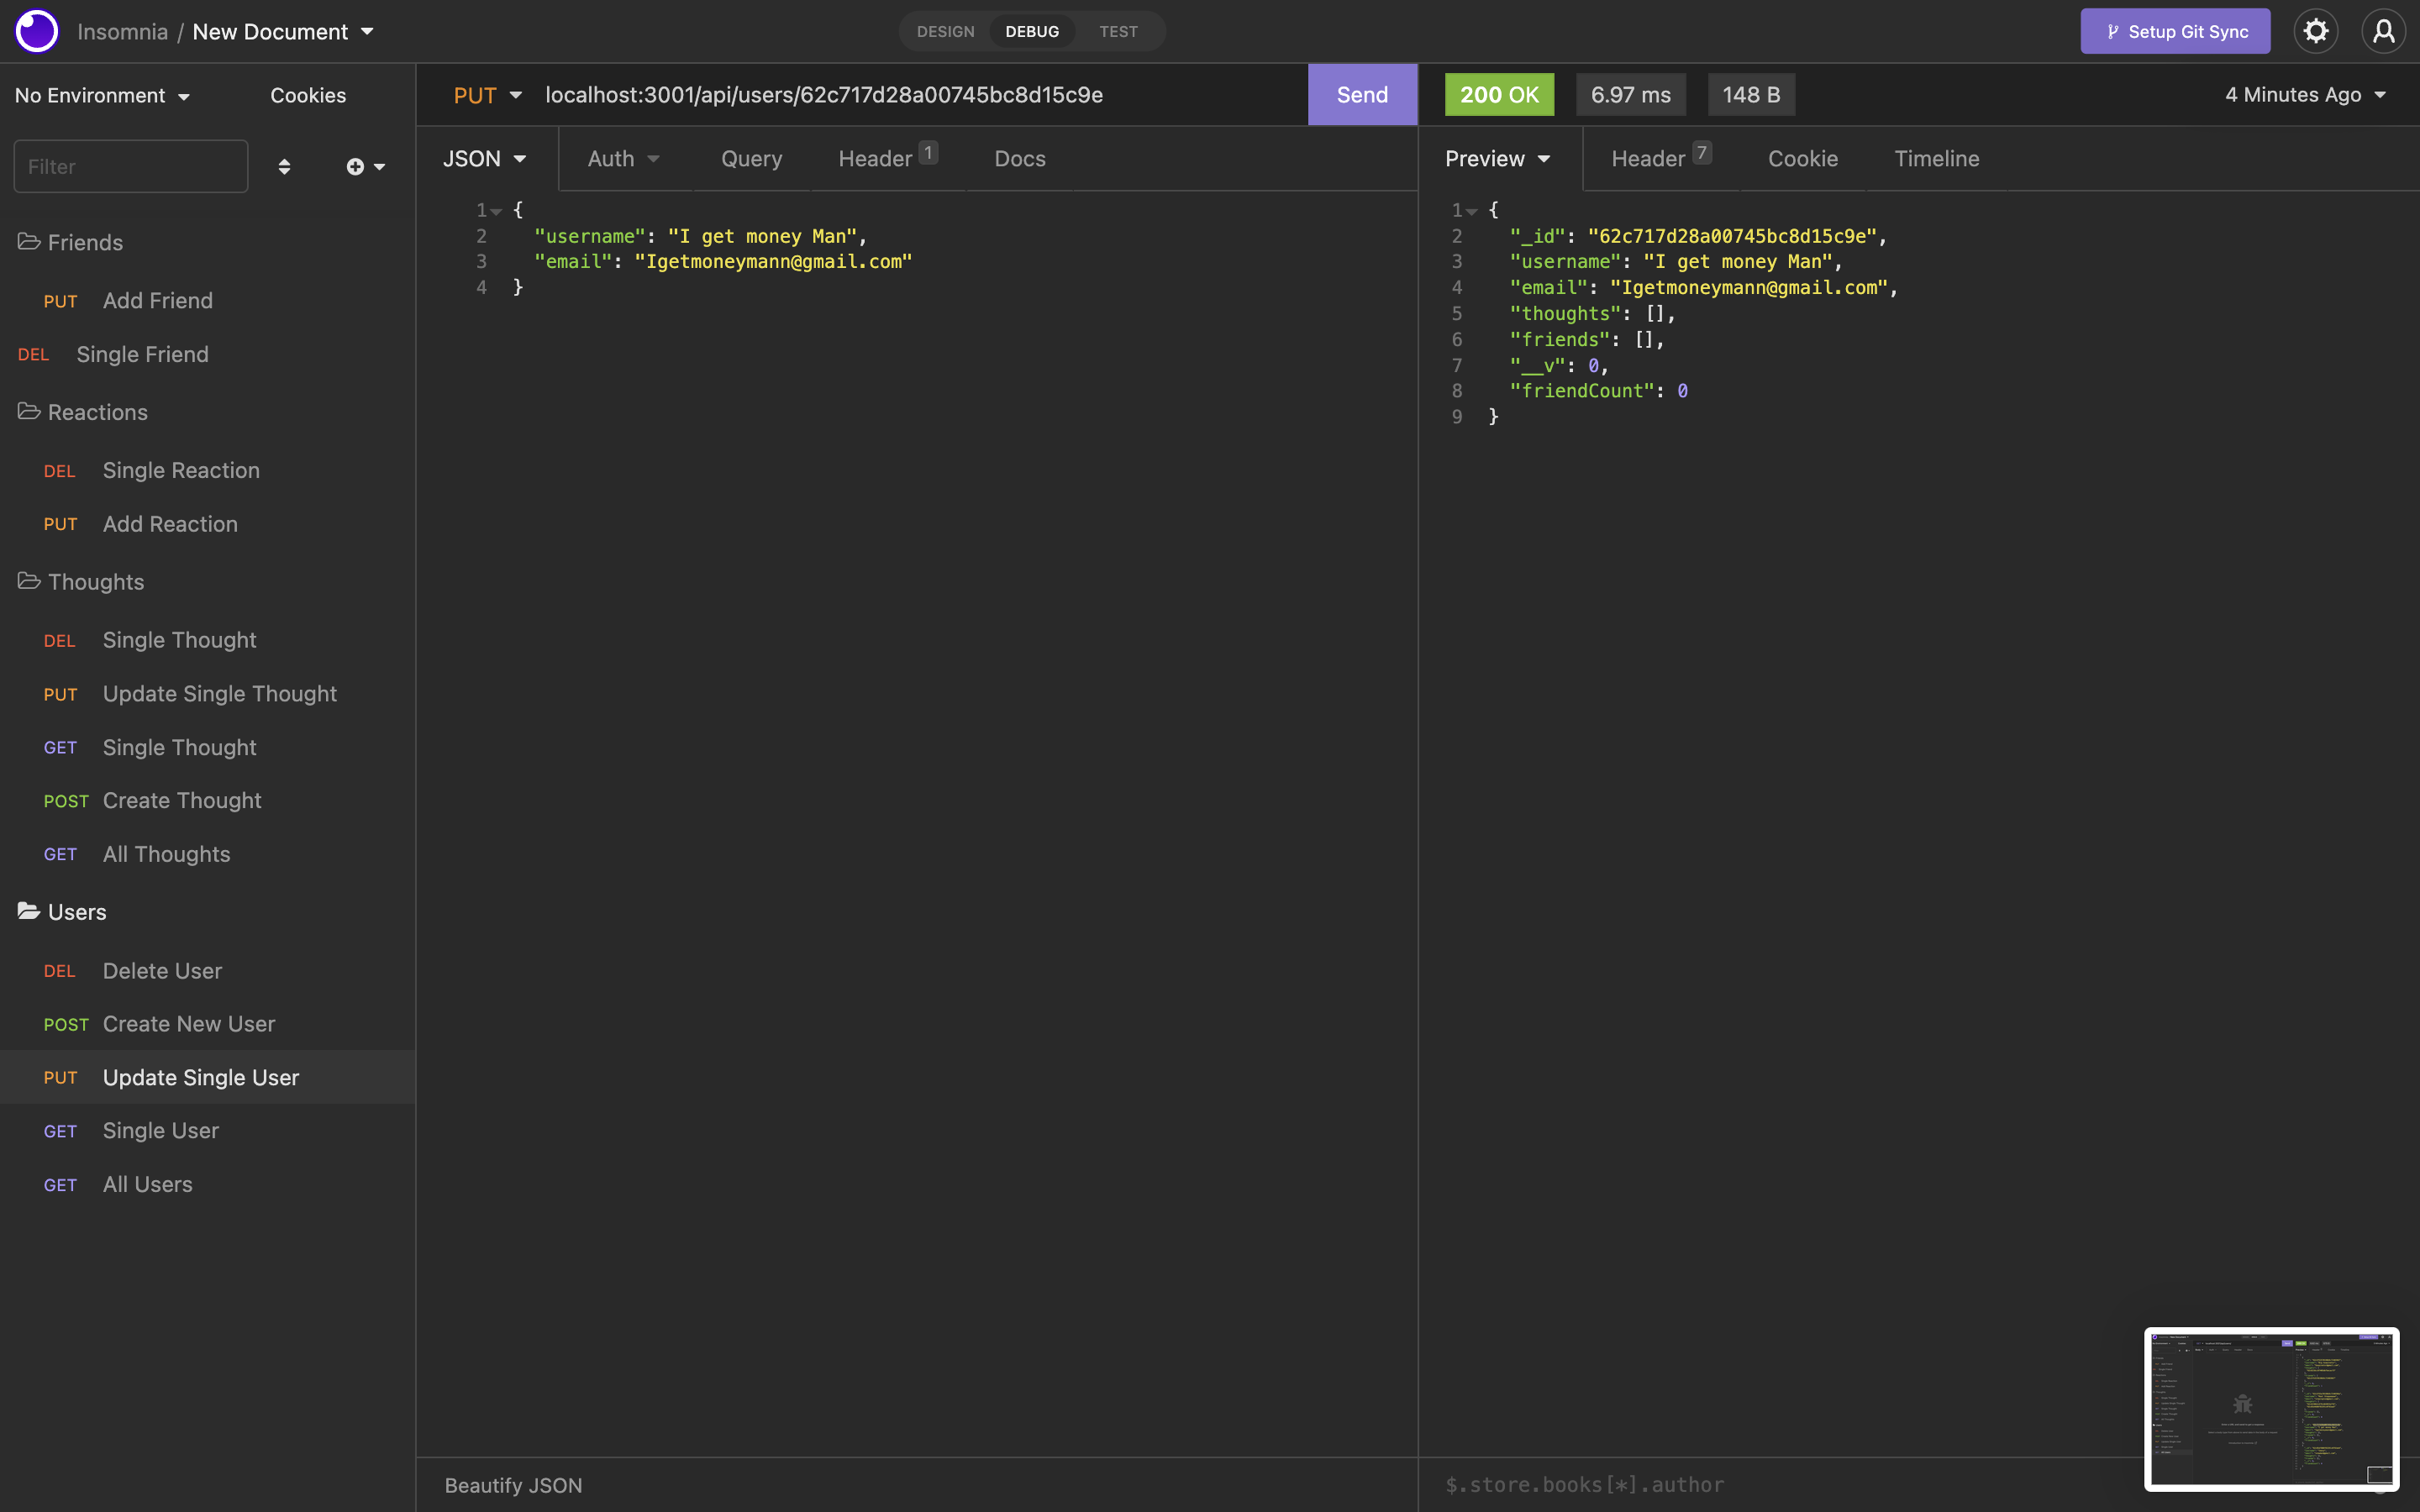 Insomnia / New Document
DESIGN DEBUG TEST
Setup Git Sync
No Environment Cookies
Filter
Friends
PUT Add Friend
DEL Single Friend
Reactions
DEL Single Reaction
PUT Add Reaction
Thoughts
DEL Single Thought
PUT Update Single Thought
GET Single Thought
POST Create Thought
GET All Thoughts
Users
DEL Delete User
POST Create New User
PUT Update Single User
GET Single User
GET All Users
PUT localhost:3001/api/users/62c717d28a00745bc8d15c9e Send
JSON Auth Query Header 1 Docs
1 {
2 "username": "I get money Man",
3 "email": "Igetmoneymann@gmail.com"
4 }
Beautify JSON
200 OK 6.97 ms 148 B 4 Minutes Ago
Preview Header 7 Cookie Timeline
1 {
2 "_id": "62c717d28a00745bc8d15c9e",
3 "username": "I get money Man",
4 "email": "Igetmoneymann@gmail.com",
5 "thoughts": [],
6 "friends": [],
7 "__v": 0,
8 "friendCount": 0
9 }
$.store.books[*].author